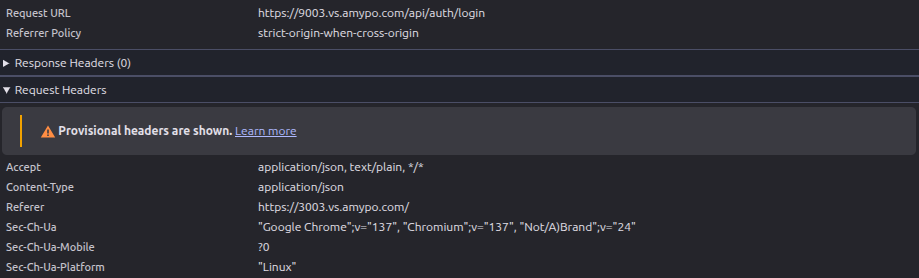 Request URL https://9003.vs.amypo.com/api/auth/login
Referrer Policy strict-origin-when-cross-origin
Response Headers (0)
Request Headers
Provisional headers are shown. Learn more
Accept application/json, text/plain, */*
Content-Type application/json
Referer https://3003.vs.amypo.com/
Sec-Ch-Ua "Google Chrome";v="137", "Chromium";v="137", "Not/A)Brand";v="24"
Sec-Ch-Ua-Mobile ?0
Sec-Ch-Ua-Platform "Linux"